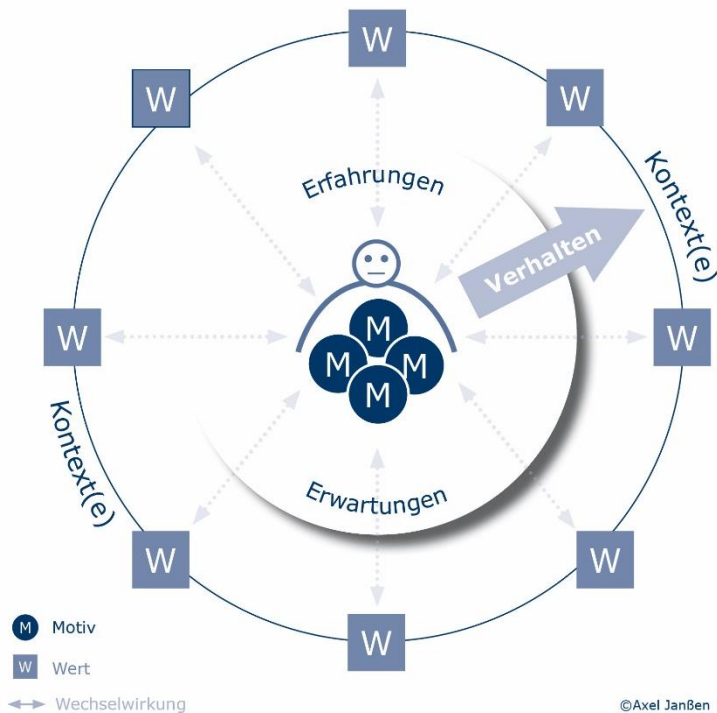 W
W
W
Erfahrungen
Kontext(e)
Verhalten
W
M
M
M
M
W
Kontext(e)
Erwartungen
W
W
W
M Motiv
W Wert
Wechselwirkung
©Axel Janßen